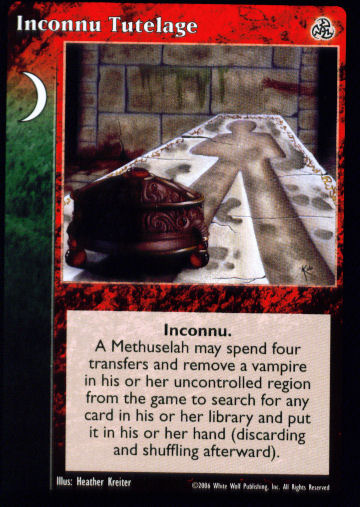 Inconnu Tutelage
Inconnu.
A Methuselah may spend four
transfers and remove a vampire
in his or her uncontrolled region
from the game to search for any
card in his or her library and put
it in his or her hand (discarding
and shuffling afterward).
Illus: Heather Kreiter
©2006 White Wolf Publishing, Inc. All Rights Reserved